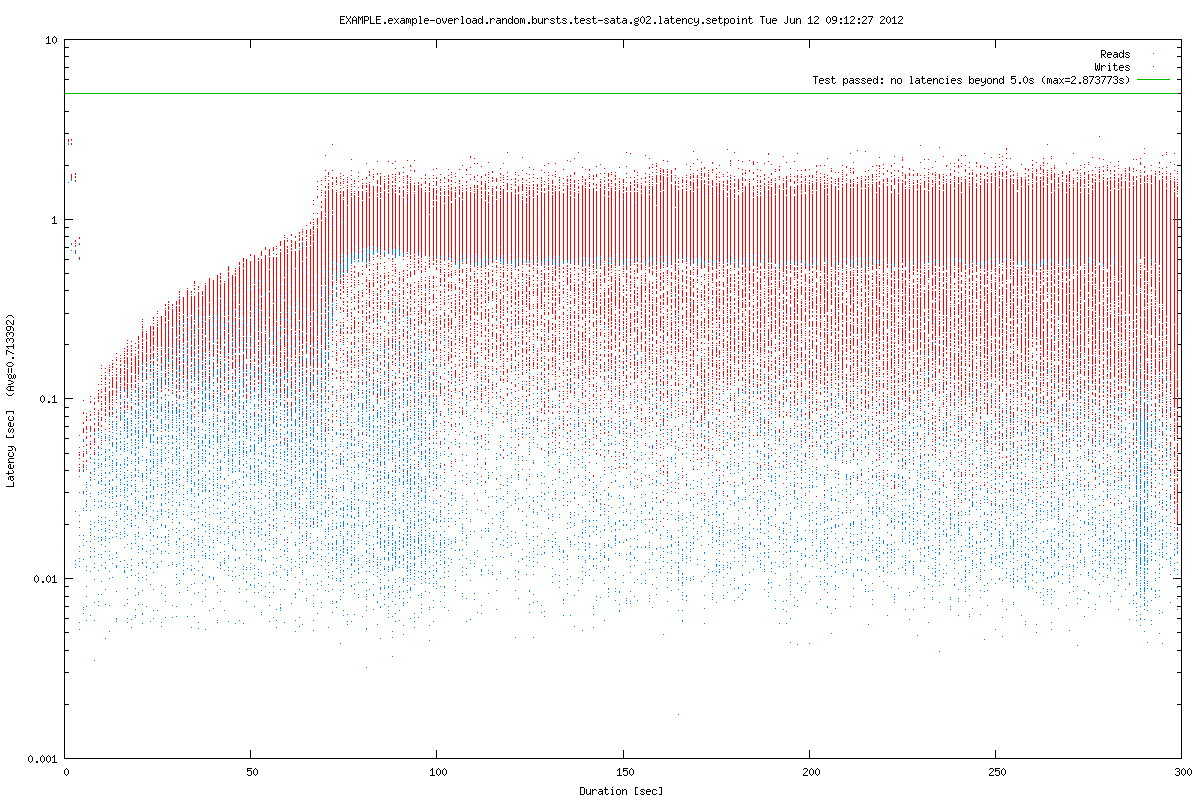 EXAMPLE.example-overload.random.bursts.test-sata.g02.latency.setpoint Tue Jun 12 09:12:27 2012
10
Reads
Writes
Test passed: no latencies beyond 5.0s (max=2.873773s)
1
0.1
0.01
0.001
Latency [sec] (Avg=0.713392)
0 50 100 150 200 250 300
Duration [sec]